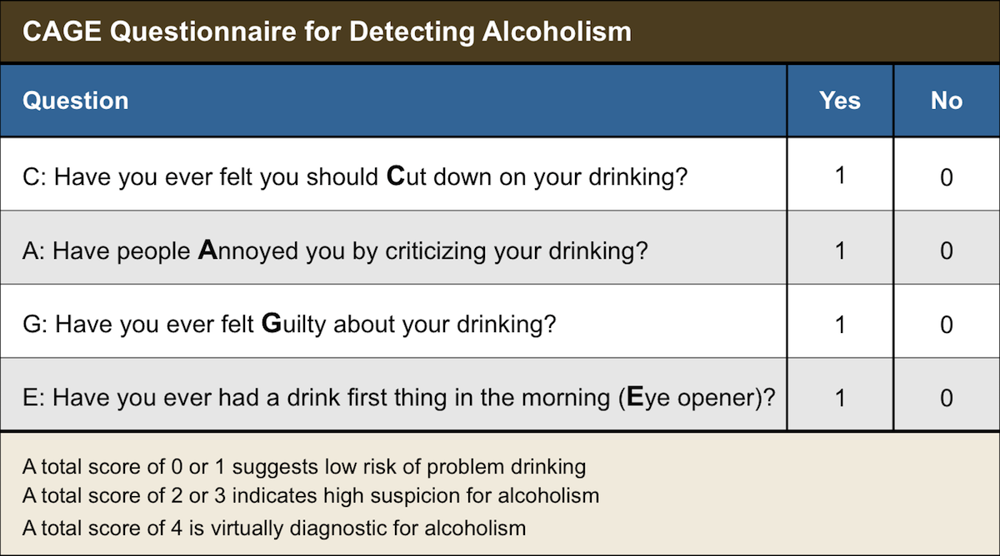 CAGE Questionnaire for Detecting Alcoholism
Question Yes No
C: Have you ever felt you should Cut down on your drinking? 1 0
A: Have people Annoyed you by criticizing your drinking? 1 0
G: Have you ever felt Guilty about your drinking? 1 0
E: Have you ever had a drink first thing in the morning (Eye opener)? 1 0
A total score of 0 or 1 suggests low risk of problem drinking
A total score of 2 or 3 indicates high suspicion for alcoholism
A total score of 4 is virtually diagnostic for alcoholism